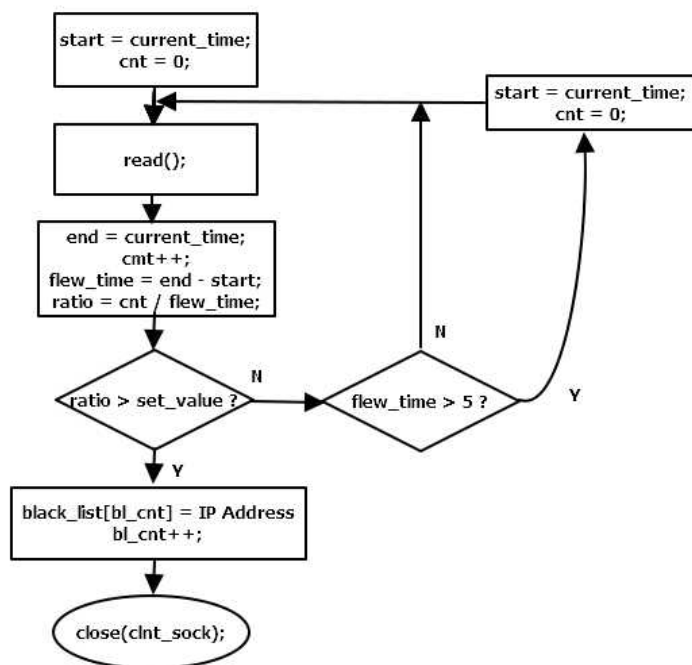 start = current_time;
cnt = 0;
start = current_time;
cnt = 0;
read();
end = current_time;
cmt++;
flew_time = end - start;
ratio = cnt / flew_time;
N
ratio > set_value ?
N
flew_time > 5 ?
Y
Y
black_list[bl_cnt] = IP Address
bl_cnt++;
close(clnt_sock);